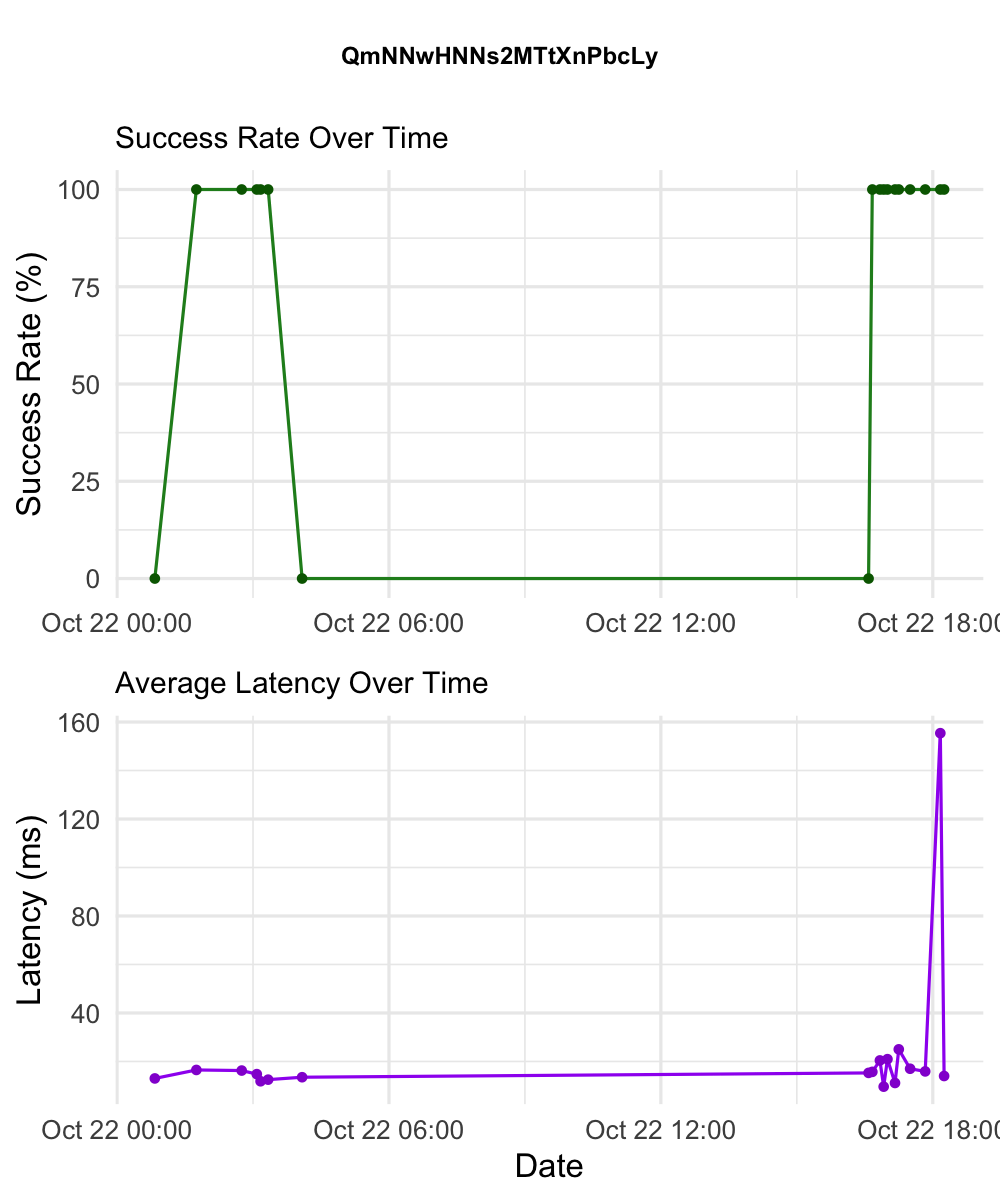 QmNNwHNNs2MTtXnPbcLy
Success Rate Over Time
Success Rate (%)
100
75
50
25
0
Oct 22 00:00 Oct 22 06:00 Oct 22 12:00 Oct 22 18:00
Average Latency Over Time
Latency (ms)
160
120
80
40
Oct 22 00:00 Oct 22 06:00 Oct 22 12:00 Oct 22 18:00
Date